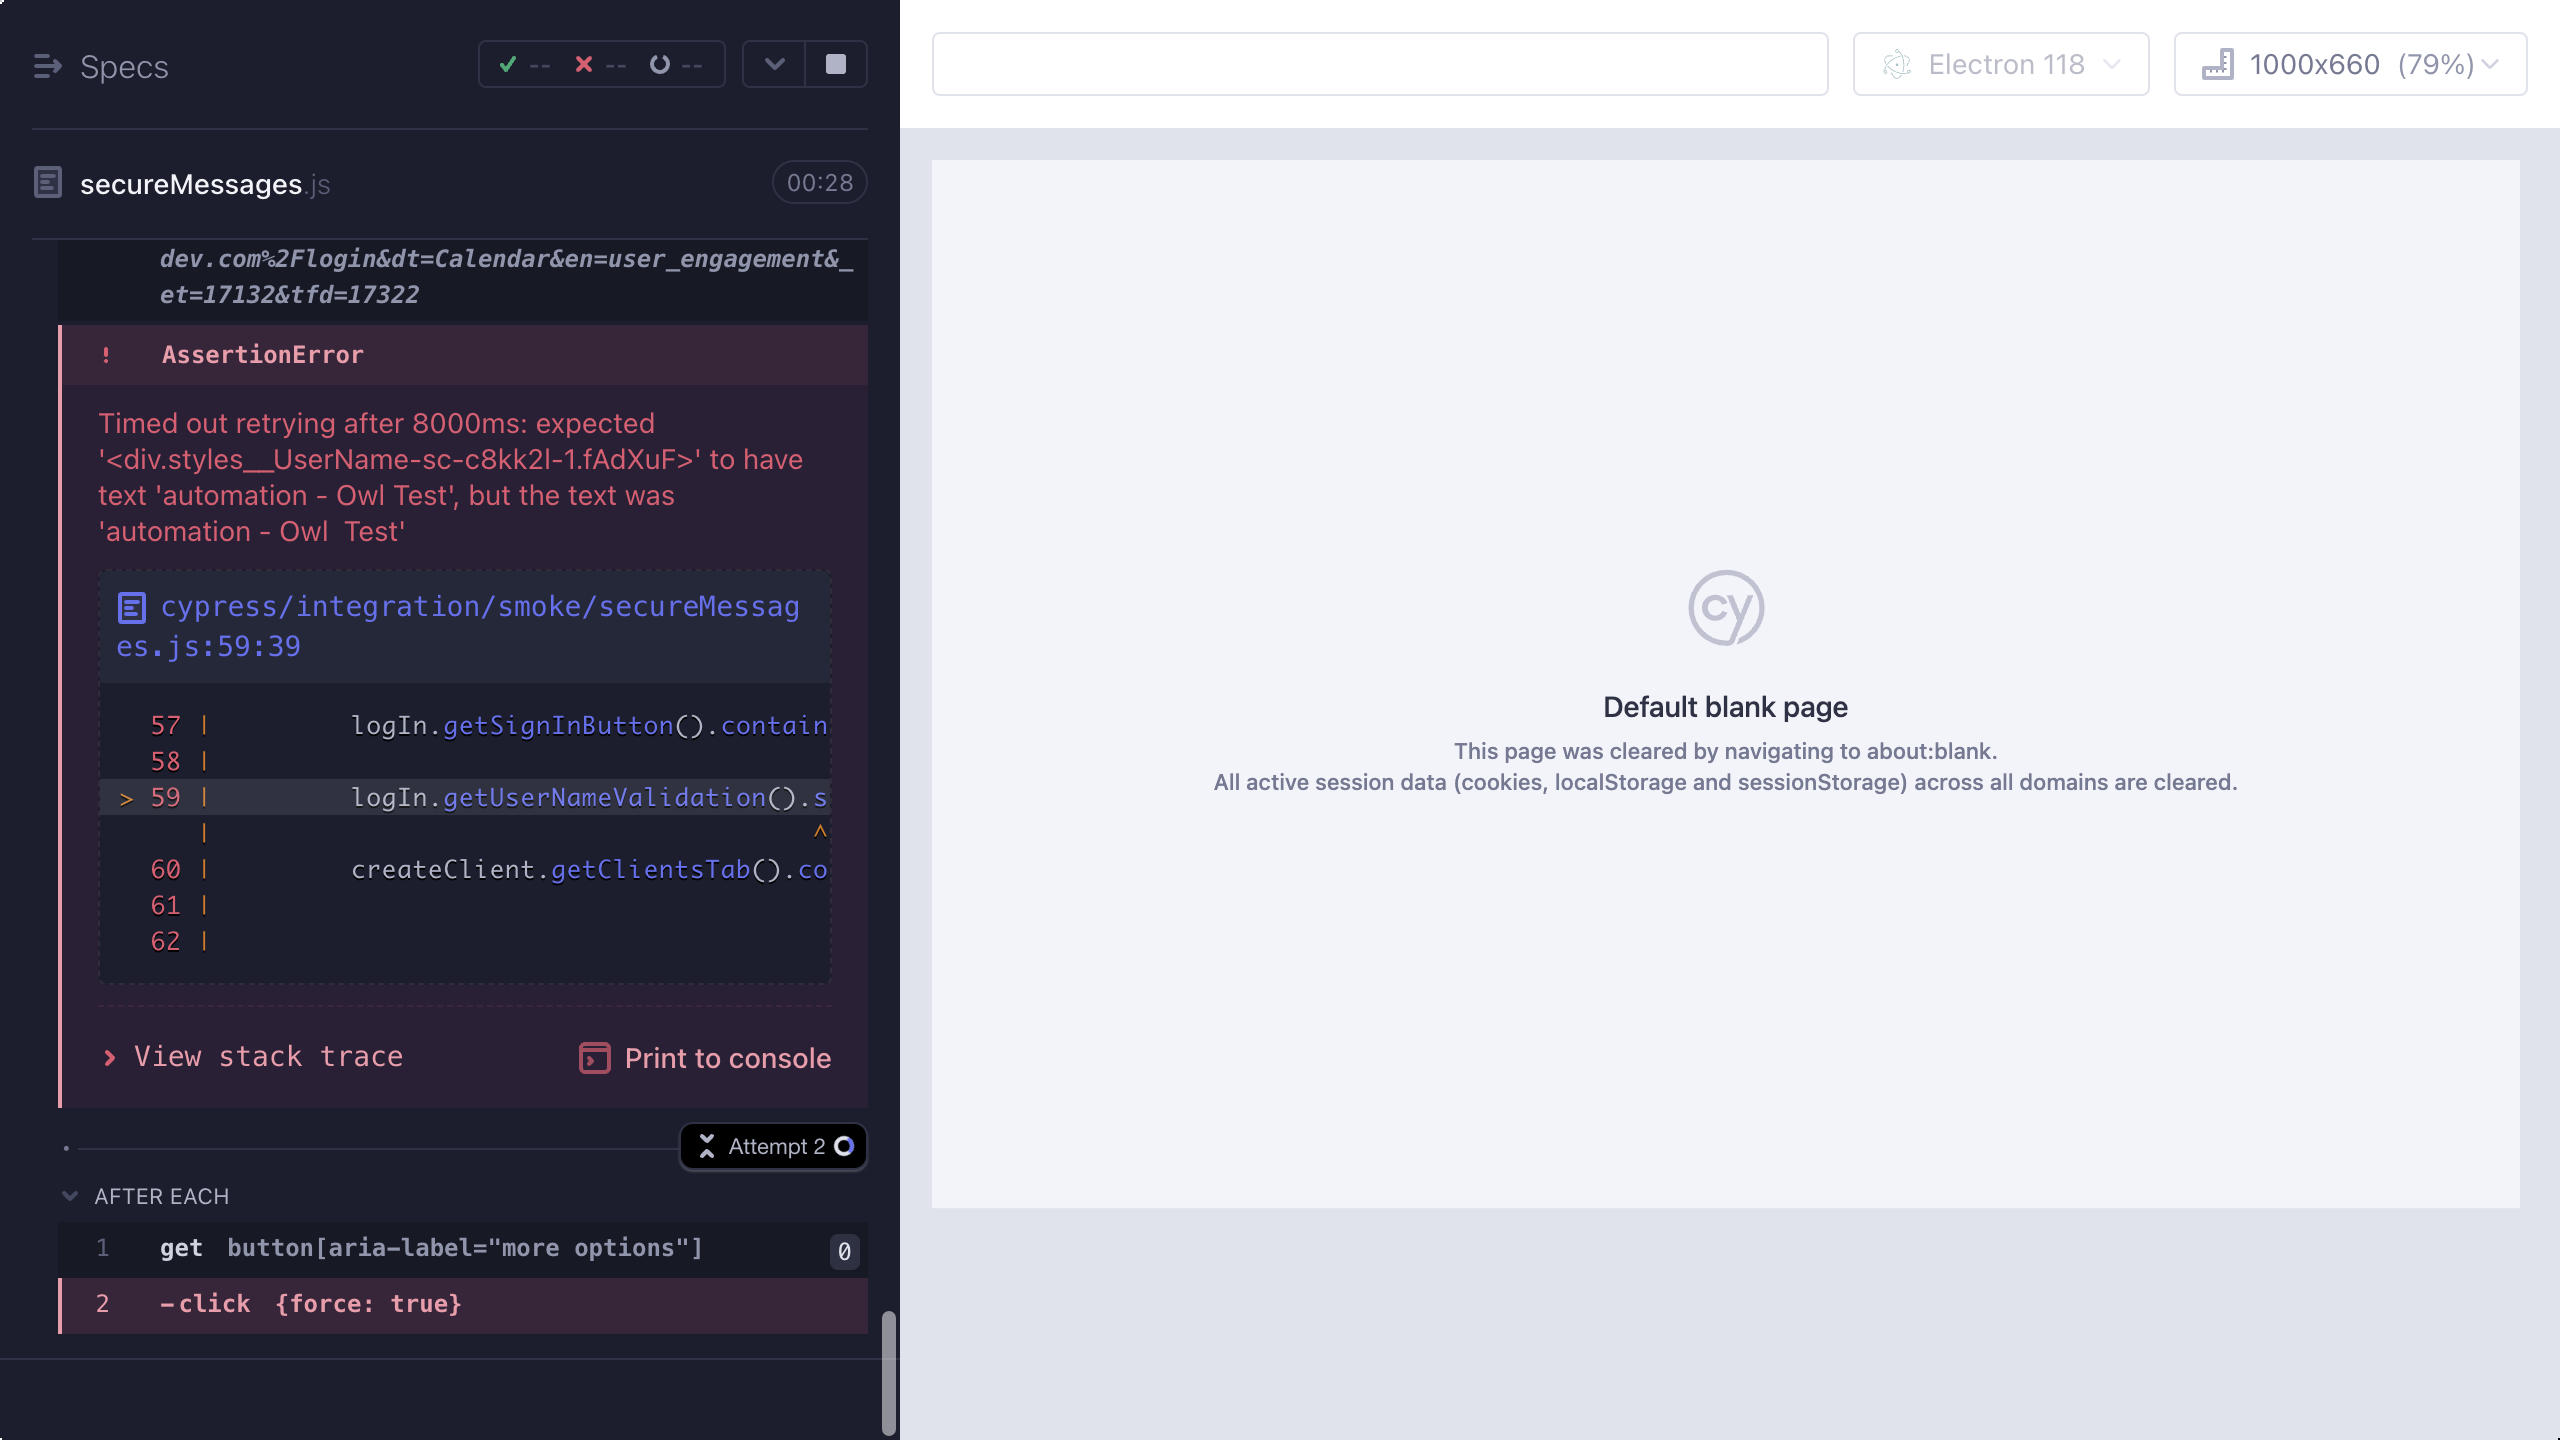 Specs
--
--
--
Electron 118
1000x660 (79%)
secureMessages.js
00:28
dev.com%2Flogin&dt=Calendar&en=user_engagement&_
et=17132&tfd=17322
! AssertionError
Timed out retrying after 8000ms: expected
'<div.styles__UserName-sc-c8kk2l-1.fAdXuF>' to have
text 'automation - Owl Test', but the text was
'automation - Owl  Test'
cypress/integration/smoke/secureMessag
es.js:59:39
57 | logIn.getSignInButton().contain
58 |
> 59 | logIn.getUserNameValidation().s
| ^
60 | createClient.getClientsTab().co
61 |
62 |
View stack trace
Print to console
Attempt 2
AFTER EACH
1 get button[aria-label="more options"] 0
2 -click {force: true}
cy
Default blank page
This page was cleared by navigating to about:blank.
All active session data (cookies, localStorage and sessionStorage) across all domains are cleared.